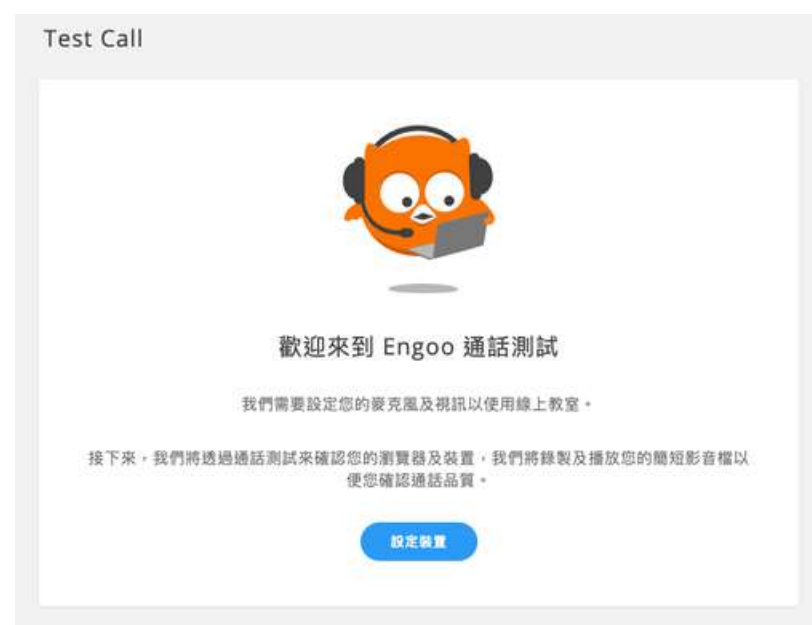 Test Call
歡迎來到 Engoo 通話測試
我們需要設定您的麥克風及視訊以使用線上教室。
接下來，我們將透過通話測試來確認您的瀏覽器及裝置，我們將錄製及播放您的簡短影音檔以
便您確認通話品質。
設定裝置